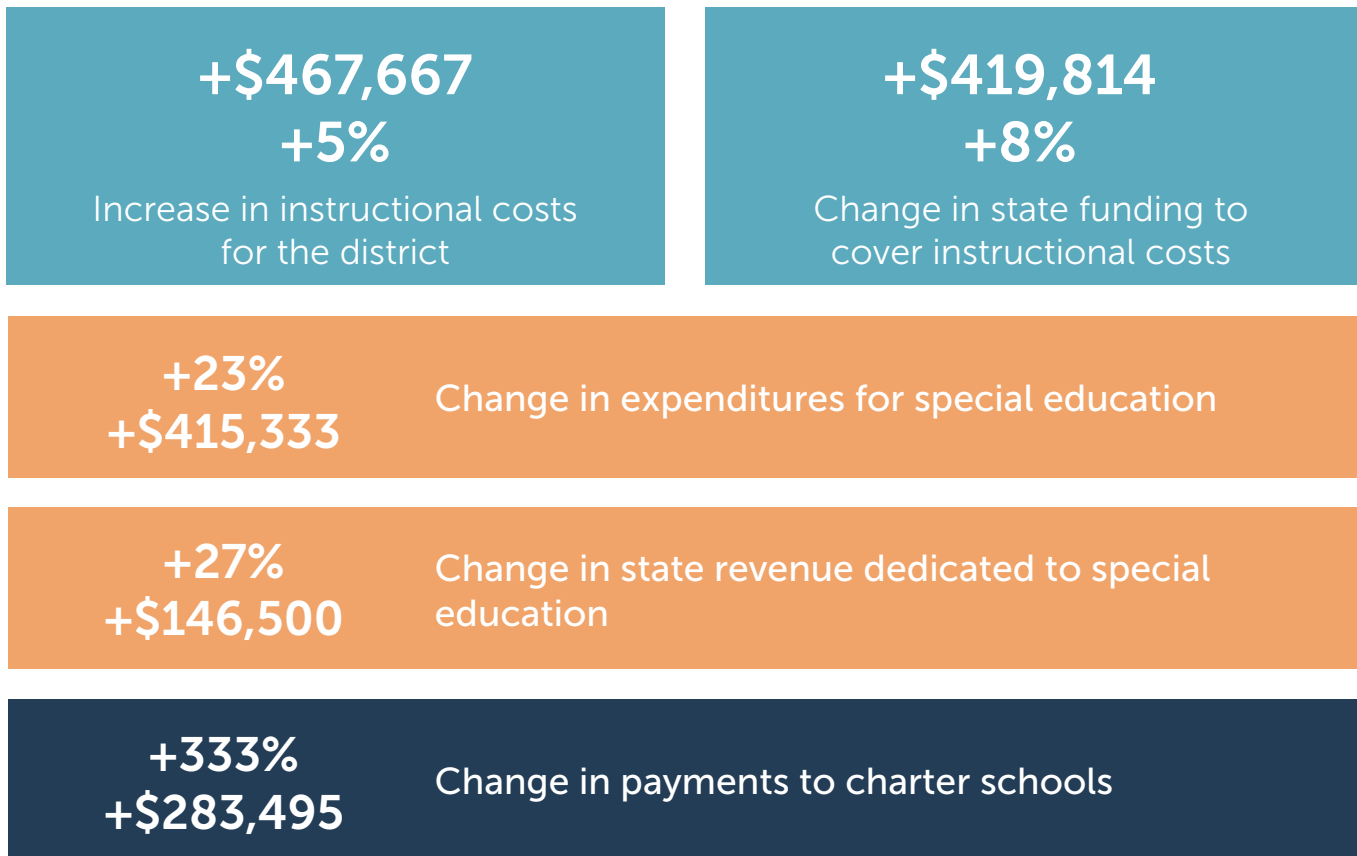 +$467,667
+5%
Increase in instructional costs
for the district
+$419,814
+8%
Change in state funding to
cover instructional costs
+23%
+$415,333
Change in expenditures for special education
+27%
+$146,500
Change in state revenue dedicated to special
education
+333%
+$283,495
Change in payments to charter schools